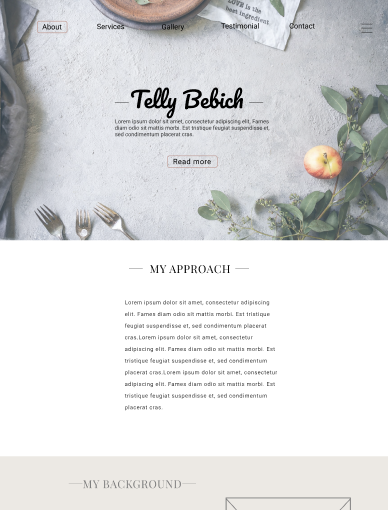 LOVE is the
best ingredient.
About
Services
Gallery
Testimonial
Contact
Telly Bebich
Lorem ipsum dolor sit amet, consectetur adipiscing elit. Fames
diam odio sit mattis morbi. Est tristique feugiat suspendisse et,
sed condimentum placerat cras.
Read more
MY APPROACH
Lorem ipsum dolor sit amet, consectetur adipiscing
elit. Fames diam odio sit mattis morbi. Est tristique
feugiat suspendisse et, sed condimentum placerat
cras.Lorem ipsum dolor sit amet, consectetur
adipiscing elit. Fames diam odio sit mattis morbi. Est
tristique feugiat suspendisse et, sed condimentum
placerat cras.Lorem ipsum dolor sit amet, consectetur
adipiscing elit. Fames diam odio sit mattis morbi. Est
tristique feugiat suspendisse et, sed condimentum
placerat cras.
MY BACKGROUND